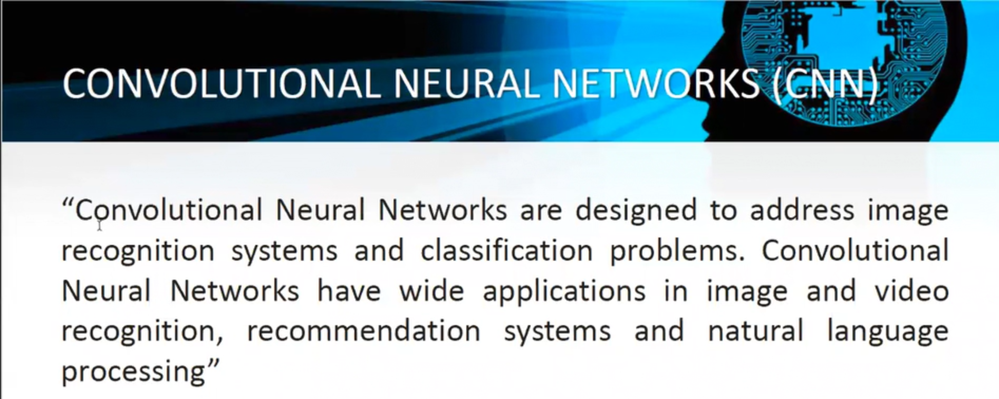 CONVOLUTIONAL NEURAL NETWORKS (CNN)
“Convolutional Neural Networks are designed to address image
recognition systems and classification problems. Convolutional
Neural Networks have wide applications in image and video
recognition, recommendation systems and natural language
processing”